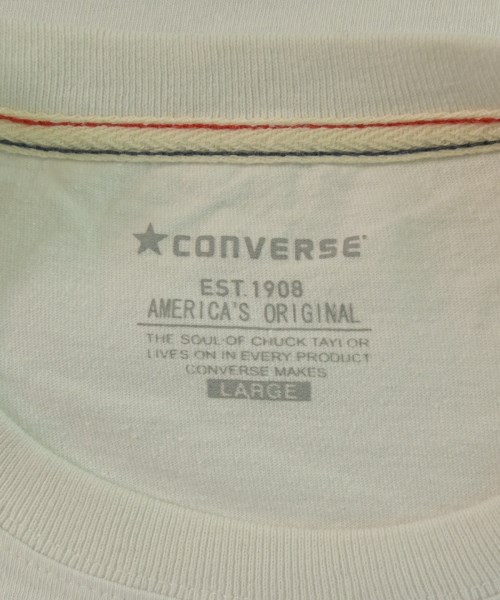 ★CONVERSE®
EST.1908
AMERICA'S ORIGINAL
THE SOUL OF CHUCK TAYLOR
LIVES ON IN EVERY PRODUCT
CONVERSE MAKES
LARGE